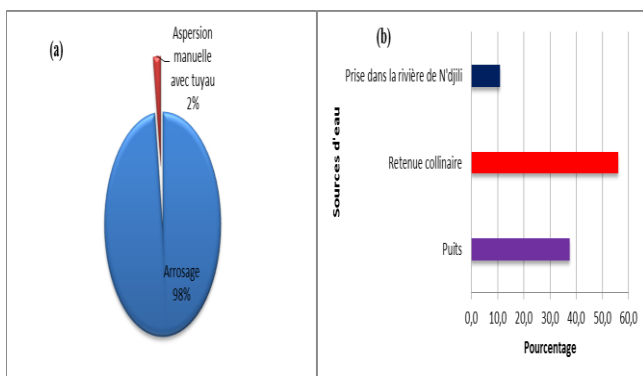 (a)
Aspersion
manuelle
avec tuyau
2%
Arrosage
98%
(b)
Sources d'eau
Prise dans la rivière de N'djili
Retenue collinaire
Puits
0,0 10,0 20,0 30,0 40,0 50,0 60,0
Pourcentage